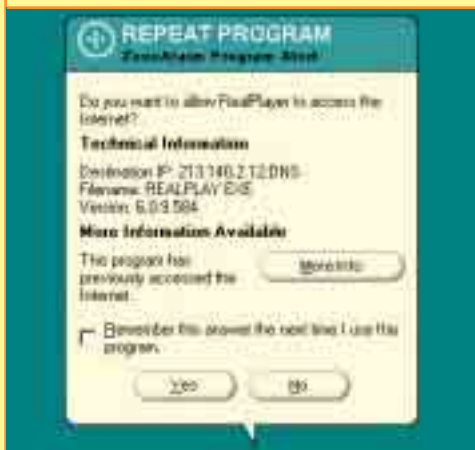 REPEAT PROGRAM
ZoneAlarm Program Alert
Do you want to allow RealPlayer to access the
Internet?
Technical Information
Destination IP: 213.146.2.12:DNS
Filename: REALPLAY.EXE
Version: 6.0.9.584
More Information Available
This program has
previously accessed the
Internet.
More Info
Remember this answer the next time I use this
program.
Yes
No